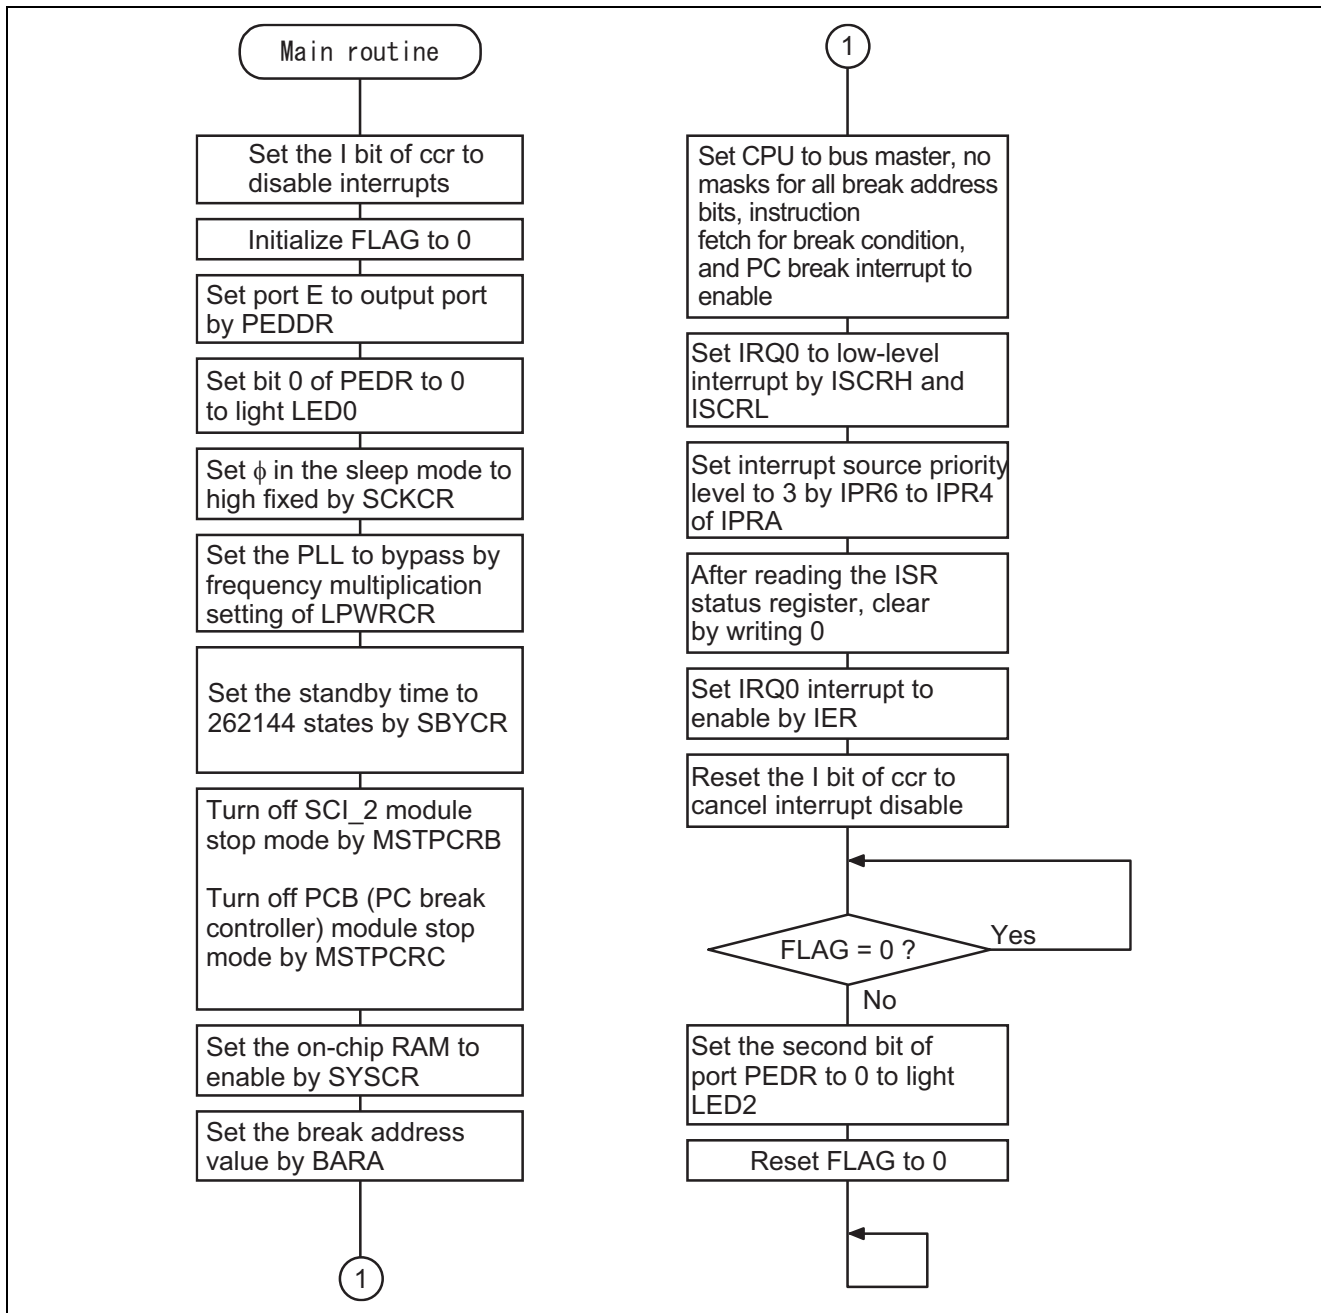 Main routine
Set the I bit of ccr to
disable interrupts
Initialize FLAG to 0
Set port E to output port
by PEDDR
Set bit 0 of PEDR to 0
to light LED0
Set ϕ in the sleep mode to
high fixed by SCKCR
Set the PLL to bypass by
frequency multiplication
setting of LPWRCR
Set the standby time to
262144 states by SBYCR
Turn off SCI_2 module
stop mode by MSTPCRB
Turn off PCB (PC break
controller) module stop
mode by MSTPCRC
Set the on-chip RAM to
enable by SYSCR
Set the break address
value by BARA
1
1
Set CPU to bus master, no
masks for all break address
bits, instruction
fetch for break condition,
and PC break interrupt to
enable
Set IRQ0 to low-level
interrupt by ISCRH and
ISCRL
Set interrupt source priority
level to 3 by IPR6 to IPR4
of IPRA
After reading the ISR
status register, clear
by writing 0
Set IRQ0 interrupt to
enable by IER
Reset the I bit of ccr to
cancel interrupt disable
FLAG = 0 ?
Yes
No
Set the second bit of
port PEDR to 0 to light
LED2
Reset FLAG to 0